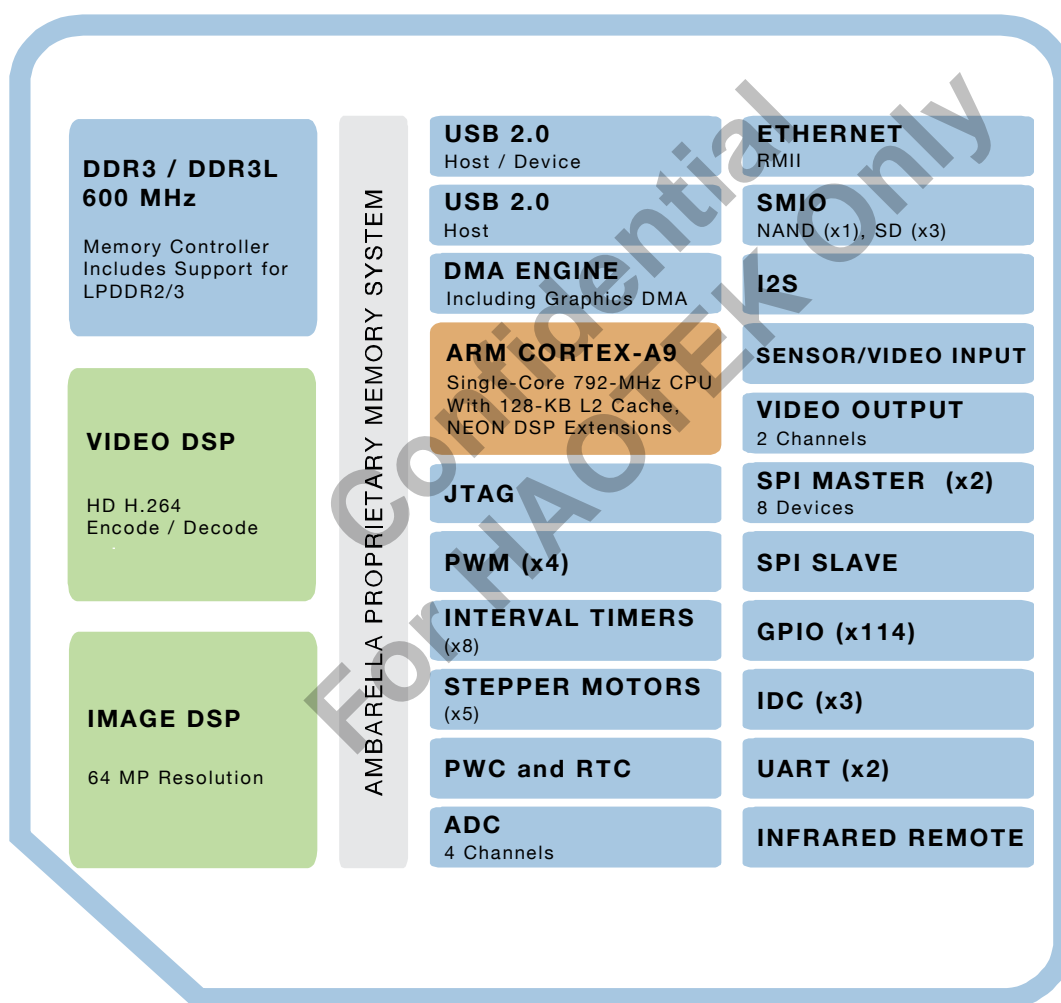 DDR3 / DDR3L
600 MHz
Memory Controller
Includes Support for
LPDDR2/3
VIDEO DSP
HD H.264
Encode / Decode
IMAGE DSP
64 MP Resolution
AMBARELLA PROPRIETARY MEMORY SYSTEM
USB 2.0
Host / Device
USB 2.0
Host
DMA ENGINE
Including Graphics DMA
ARM CORTEX-A9
Single-Core 792-MHz CPU
With 128-KB L2 Cache,
NEON DSP Extensions
JTAG
PWM (x4)
INTERVAL TIMERS
(x8)
STEPPER MOTORS
(x5)
PWC and RTC
ADC
4 Channels
ETHERNET
RMII
SMIO
NAND (x1), SD (x3)
I2S
SENSOR/VIDEO INPUT
VIDEO OUTPUT
2 Channels
SPI MASTER (x2)
8 Devices
SPI SLAVE
GPIO (x114)
IDC (x3)
UART (x2)
INFRARED REMOTE
Confidential
For HAOTEK Only